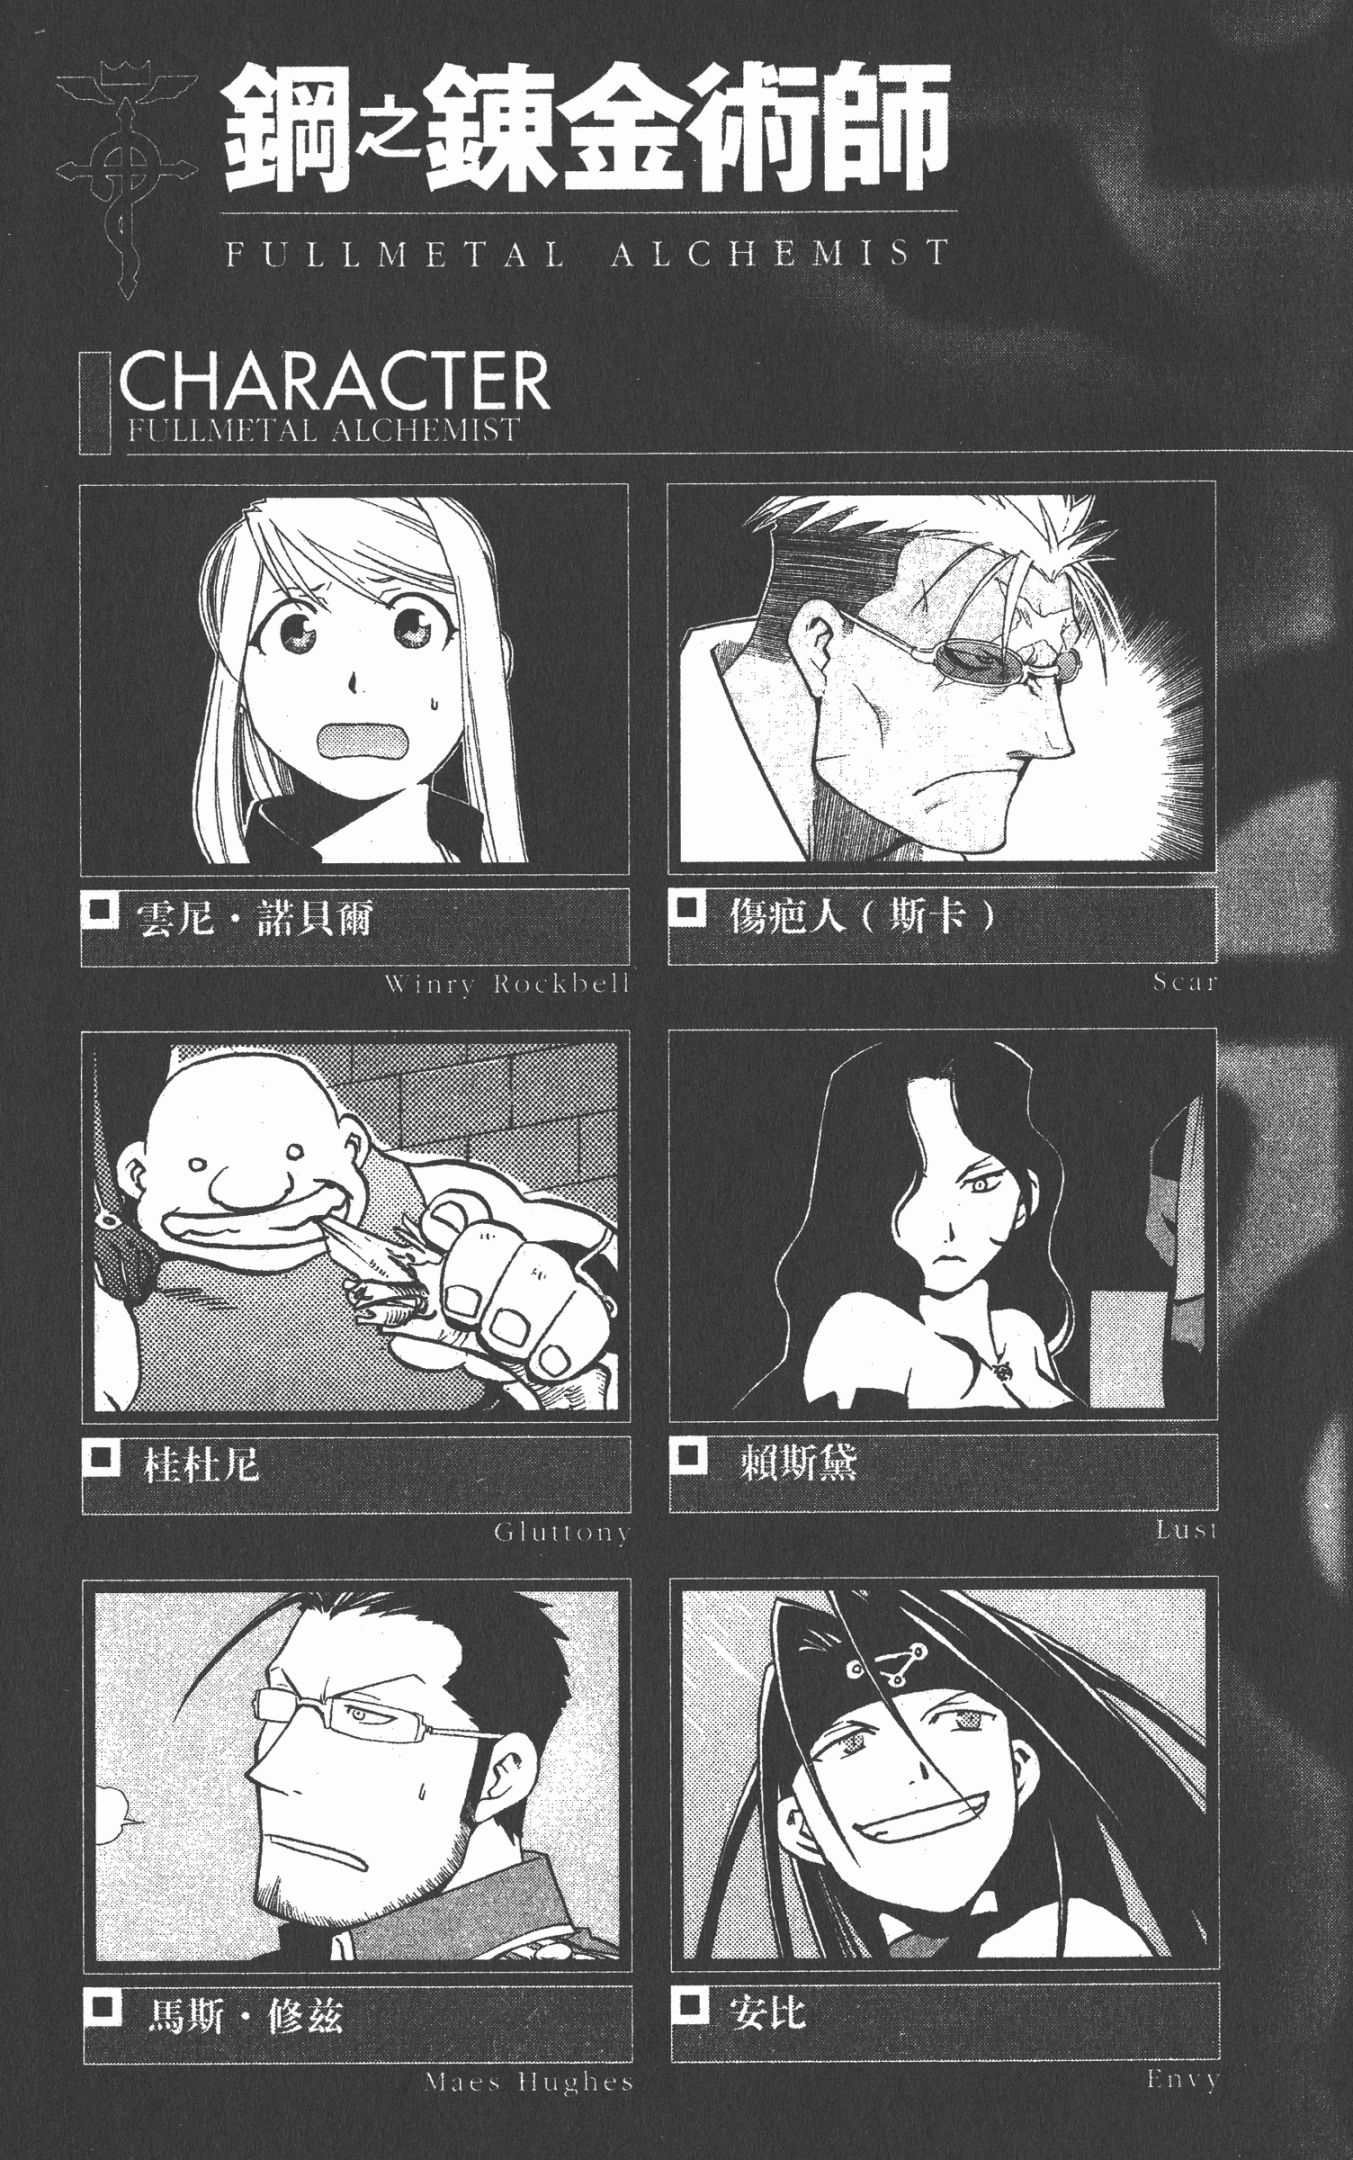 鋼之鍊金術師
FULLMETAL ALCHEMIST
CHARACTER
FULLMETAL ALCHEMIST
雲尼・諾貝爾
Winry Rockbell
傷疤人(斯卡)
Scar
桂杜尼
Gluttony
賴斯黛
Lust
馬斯・修茲
Maes Hughes
安比
Envy